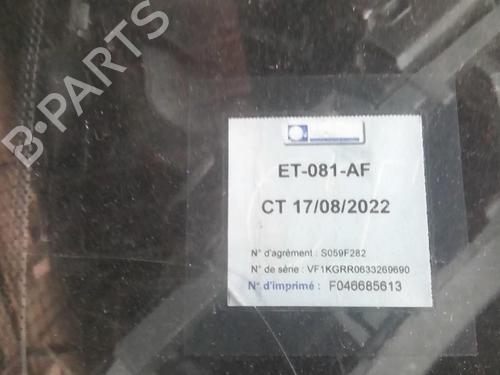 B-PARTS
ET-081-AF
CT 17/08/2022
N° d'agrément : S059F282
N° de série : VF1KGRR0633269690
N° d'imprimé : F046685613